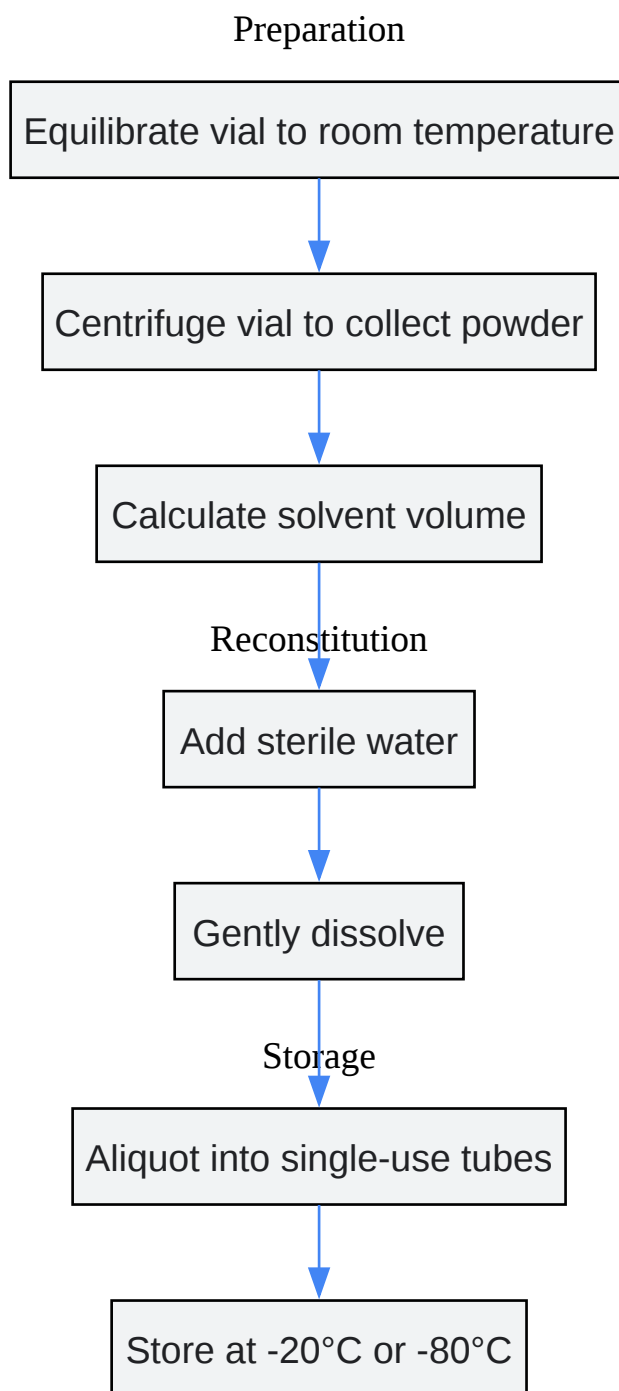 Preparation
Equilibrate vial to room temperature
Centrifuge vial to collect powder
Calculate solvent volume
Reconstitution
Add sterile water
Gently dissolve
Storage
Aliquot into single-use tubes
Store at -20°C or -80°C